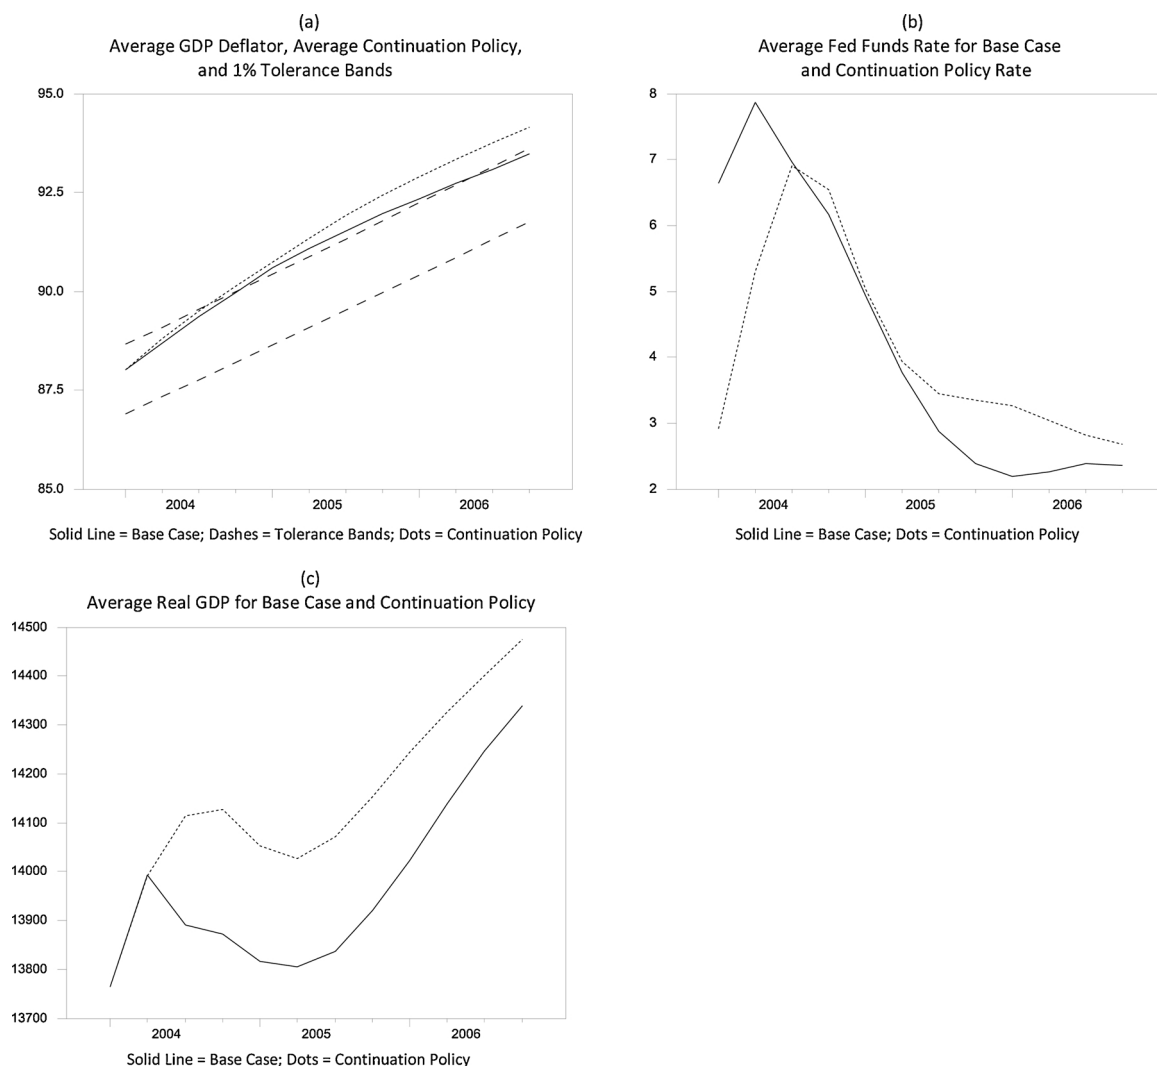 (a)
Average GDP Deflator, Average Continuation Policy,
and 1% Tolerance Bands
95.0
92.5
90.0
87.5
85.0
2004 2005 2006
Solid Line = Base Case; Dashes = Tolerance Bands; Dots = Continuation Policy
(b)
Average Fed Funds Rate for Base Case
and Continuation Policy Rate
8
7
6
5
4
3
2
2004 2005 2006
Solid Line = Base Case; Dots = Continuation Policy
(c)
Average Real GDP for Base Case and Continuation Policy
14500
14400
14300
14200
14100
14000
13900
13800
13700
2004 2005 2006
Solid Line = Base Case; Dots = Continuation Policy